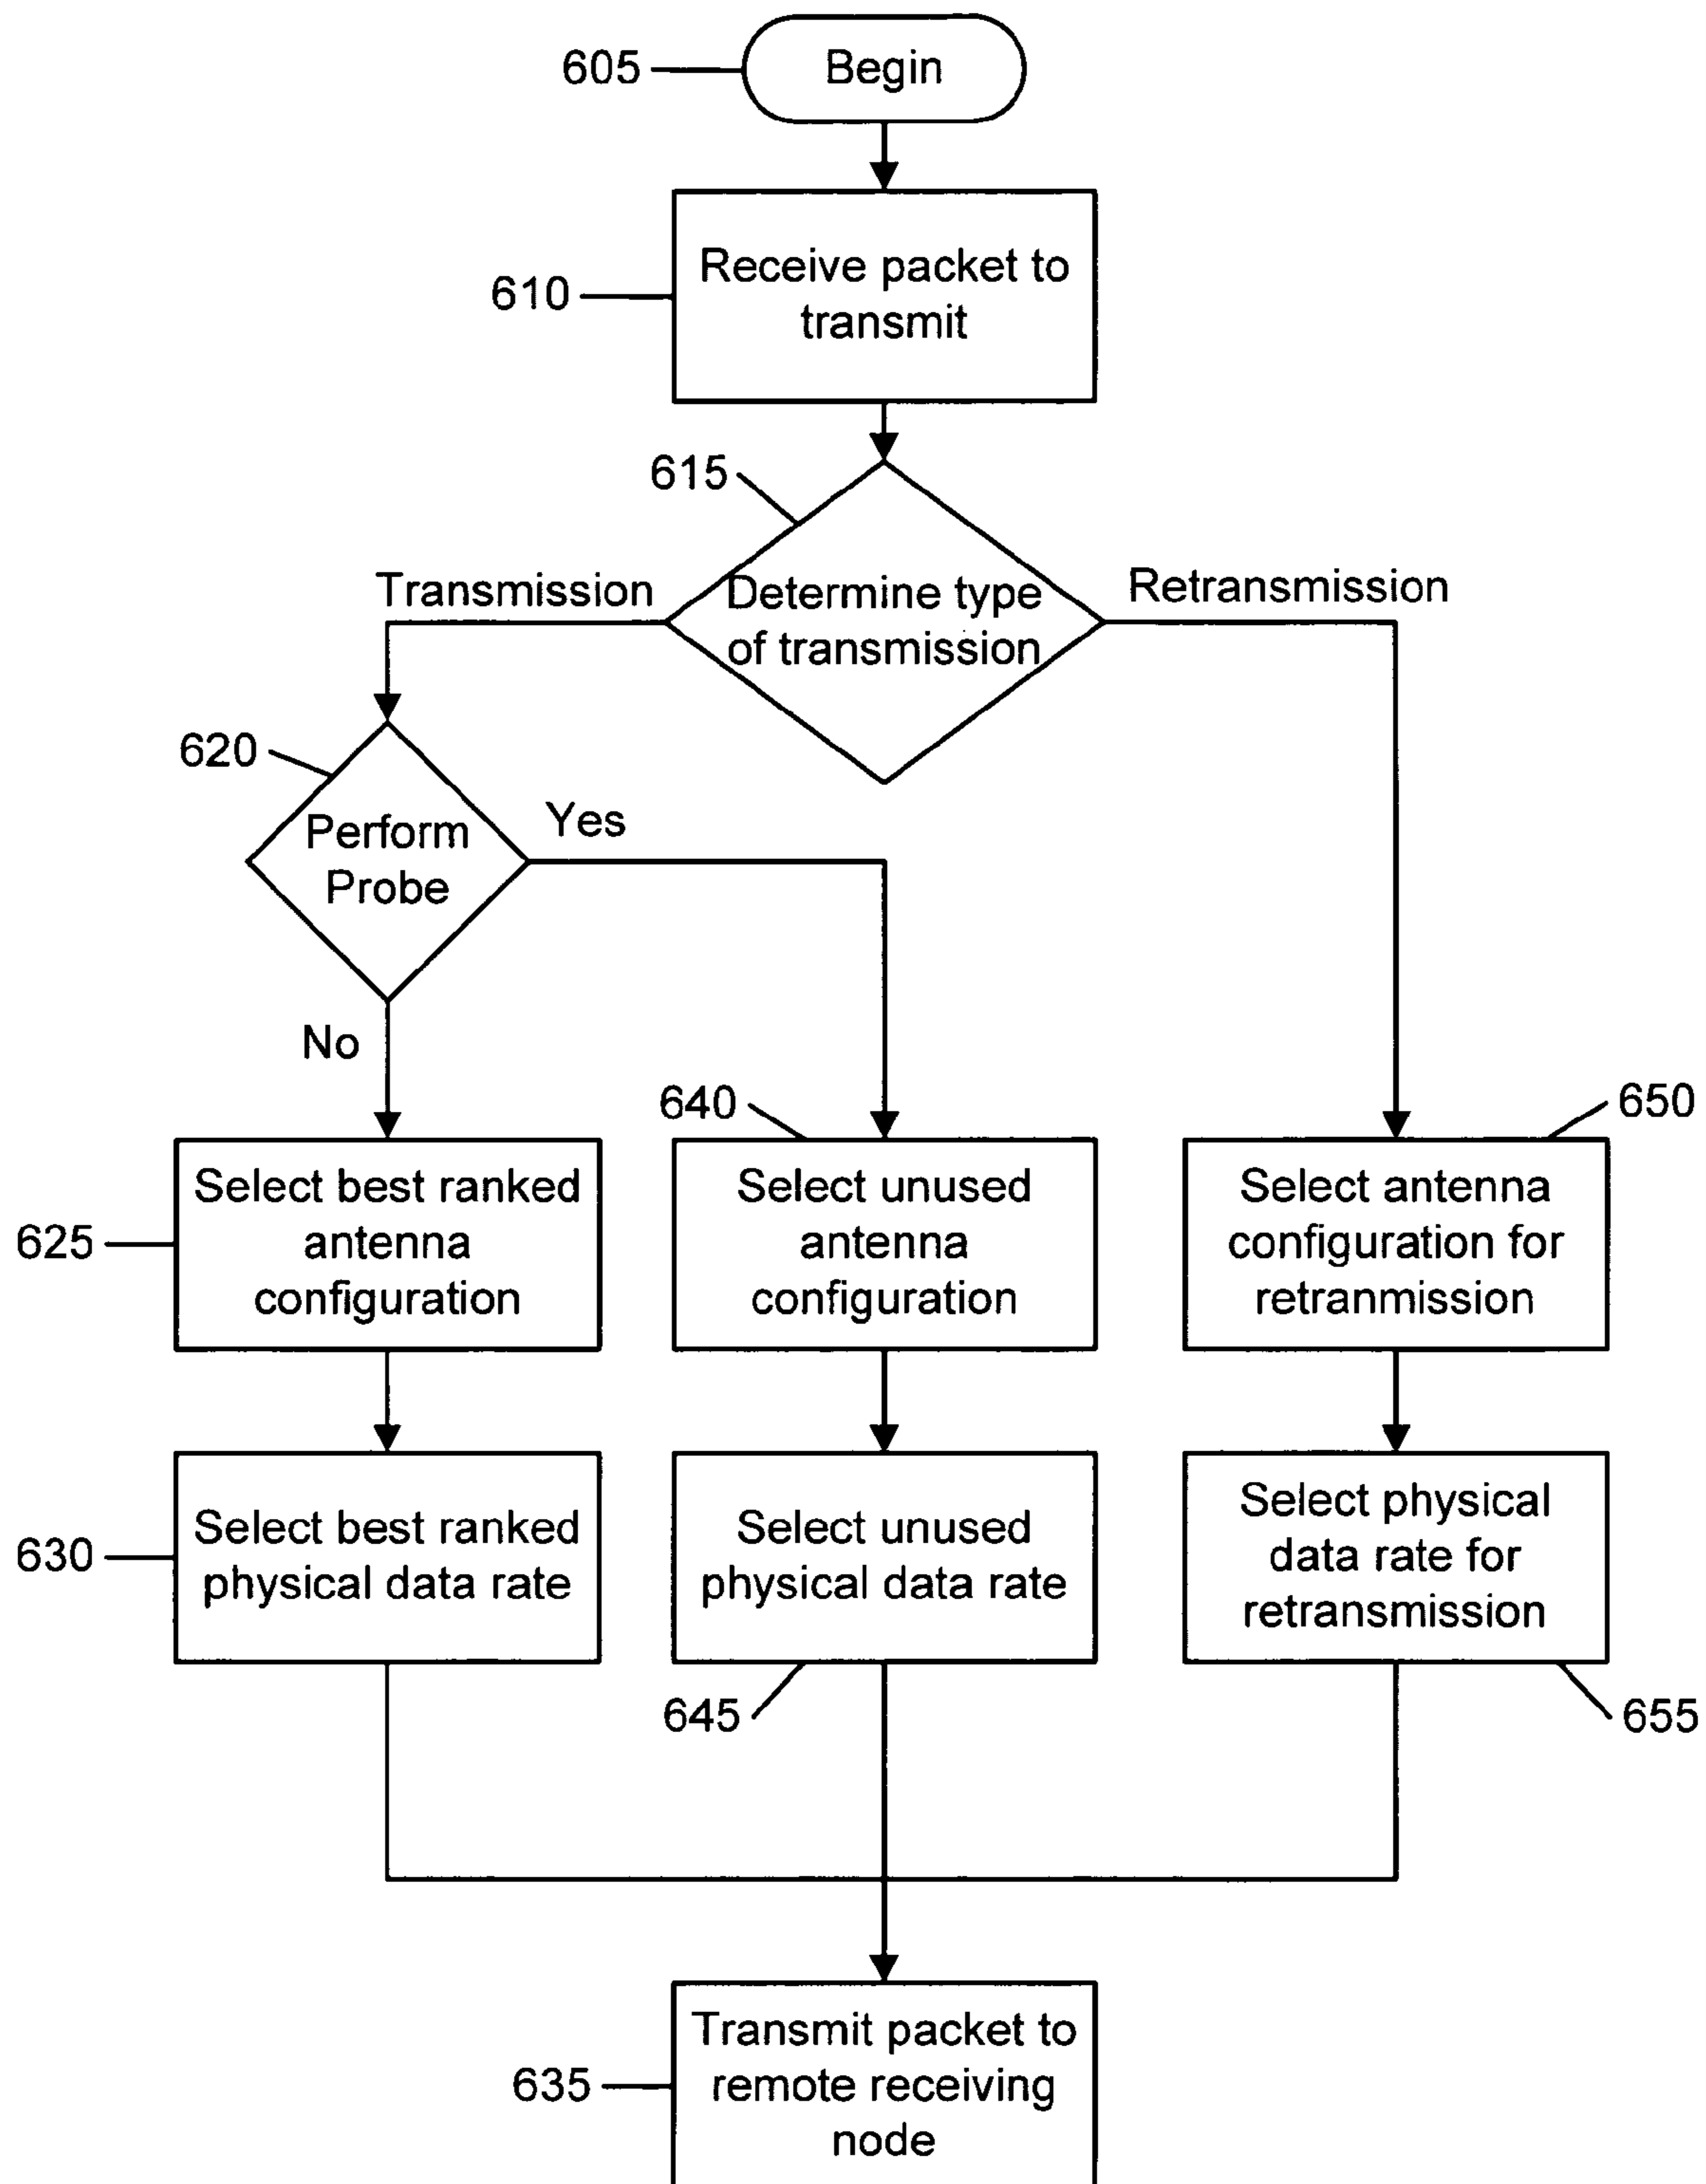 605
Begin
610
Receive packet to
transmit
615
Transmission
Determine type
of transmission
Retransmission
620
Perform
Probe
Yes
No
640
650
625
Select best ranked
antenna
configuration
Select unused
antenna
configuration
Select antenna
configuration for
retranmission
630
Select best ranked
physical data rate
Select unused
physical data rate
Select physical
data rate for
retransmission
645
655
635
Transmit packet to
remote receiving
node